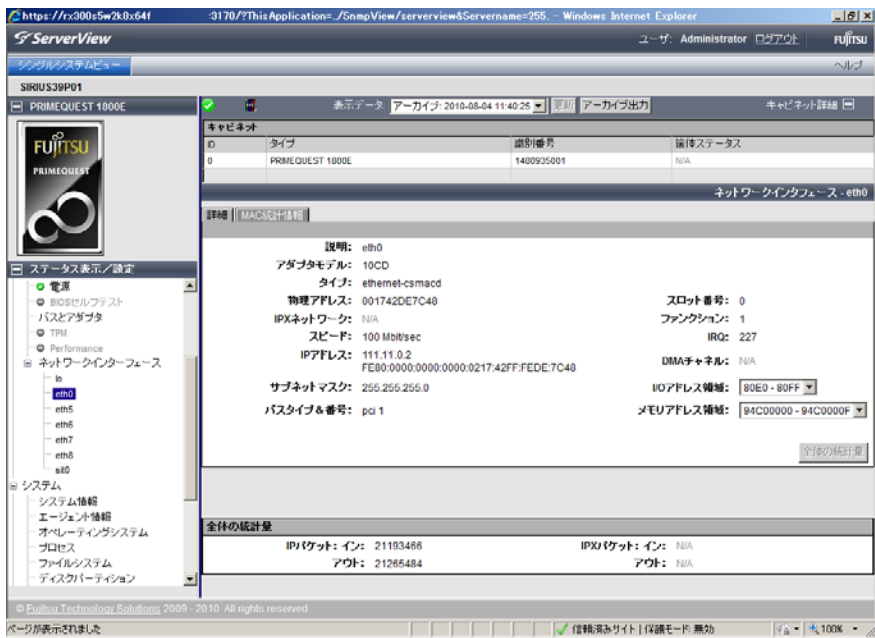 https://rx300s5w2k8x64f :3170/?ThisApplication=./SnmpView/serverview&Servername=255. - Windows Internet Explorer
ServerView ユーザ: Administrator ログアウト FUJITSU
シングルシステムビュー ヘルプ
SIRIUS39P01
PRIMEQUEST 1800E 表示データ: アーカイブ: 2010-08-04 11:40:25 更新 アーカイブ出力 キャビネット詳細
キャビネット
ID タイプ 識別番号 筐体ステータス
0 PRIMEQUEST 1800E 1480935001 N/A
FUJITSU
PRIMEQUEST
ネットワークインタフェース - eth0
詳細 MAC統計情報
説明: eth0
アダプタモデル: 10CD
タイプ: ethernet-csmacd
物理アドレス: 001742DE7C48 スロット番号: 0
IPXネットワーク: N/A ファンクション: 1
スピード: 100 Mbit/sec IRQ: 227
IPアドレス: 111.11.0.2
FE80:0000:0000:0000:0217:42FF:FEDE:7C48 DMAチャネル: N/A
サブネットマスク: 255.255.255.0 I/Oアドレス領域: 80E0 - 80FF
バスタイプ&番号: pci 1 メモリアドレス領域: 94C00000 - 94C0000F
全体の統計量
ステータス表示/設定
電源
BIOSセルフテスト
バスとアダプタ
TPM
Performance
ネットワークインターフェース
lo
eth0
eth5
eth6
eth7
eth8
sit0
システム
システム情報
エージェント情報
オペレーティングシステム
プロセス
ファイルシステム
ディスクパーティション
全体の統計量
IPパケット: イン: 21193466 IPXパケット: イン: N/A
アウト: 21265484 アウト: N/A
© Fujitsu Technology Solutions 2009 - 2010 All rights reserved
ページが表示されました 信頼済みサイト | 保護モード: 無効 100%